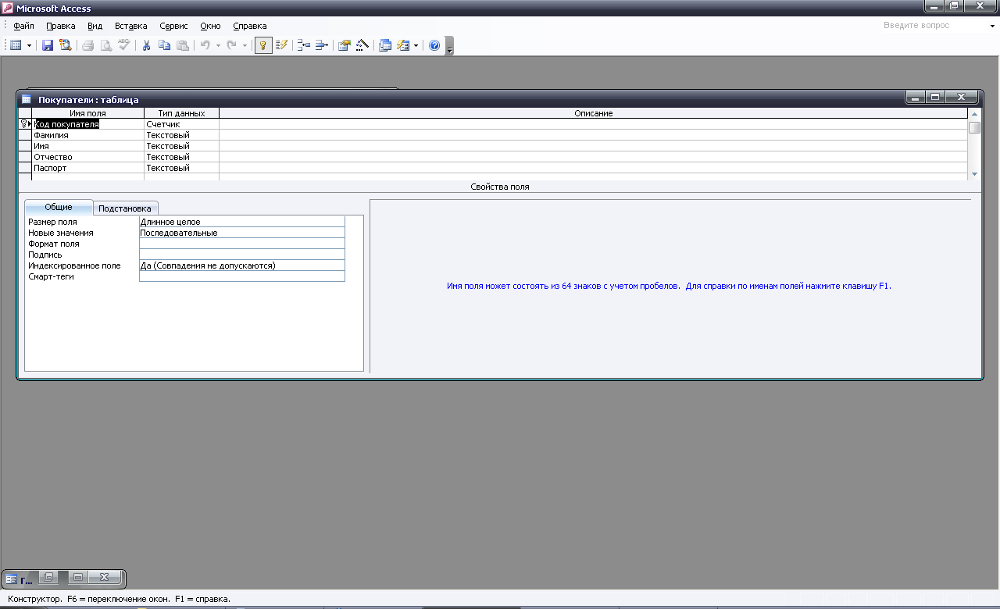 Microsoft Access
Файл Правка Вид Вставка Сервис Окно Справка Введите вопрос
Покупатели : таблица
Имя поля Тип данных Описание
Код покупателя Счетчик
Фамилия Текстовый
Имя Текстовый
Отчество Текстовый
Паспорт Текстовый
Свойства поля
Общие Подстановка
Размер поля Длинное целое
Новые значения Последовательные
Формат поля
Подпись
Индексированное поле Да (Совпадения не допускаются)
Смарт-теги
Имя поля может состоять из 64 знаков с учетом пробелов. Для справки по именам полей нажмите клавишу F1.
Г...
Конструктор. F6 = переключение окон. F1 = справка.